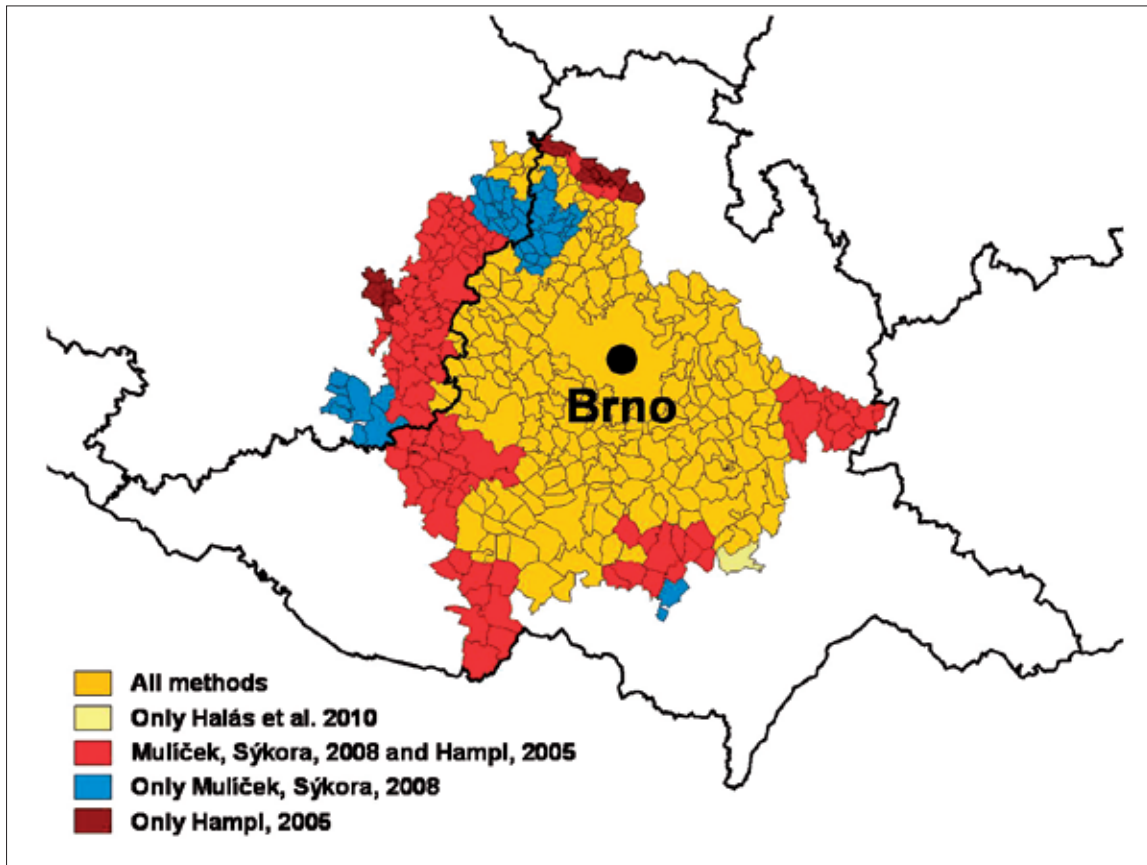 Brno
All methods
Only Halás et al. 2010
Mulíček, Sýkora, 2008 and Hampl, 2005
Only Mulíček, Sýkora, 2008
Only Hampl, 2005